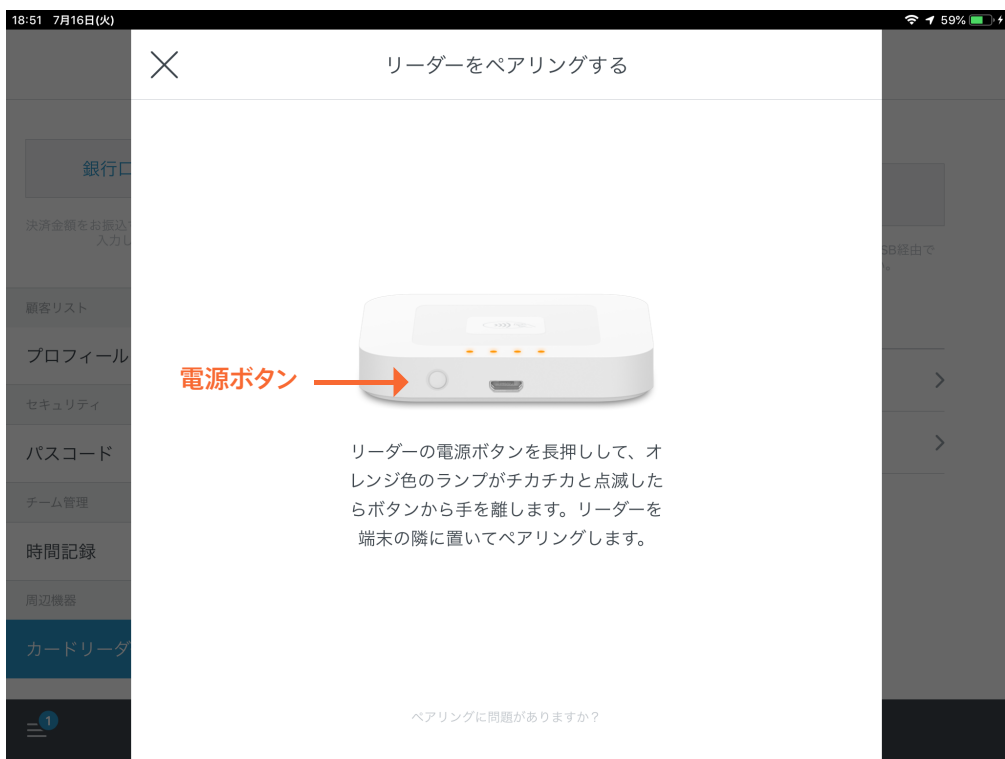 18:51 7月16日(火)
59%
リーダーをペアリングする
銀行口
決済金額をお振込
入力し
SB経由で
。
顧客リスト
プロフィール
セキュリティ
パスコード
チーム管理
時間記録
周辺機器
カードリーダ
電源ボタン
リーダーの電源ボタンを長押しして、オ
レンジ色のランプがチカチカと点滅した
らボタンから手を離します。リーダーを
端末の隣に置いてペアリングします。
ペアリングに問題がありますか?
1